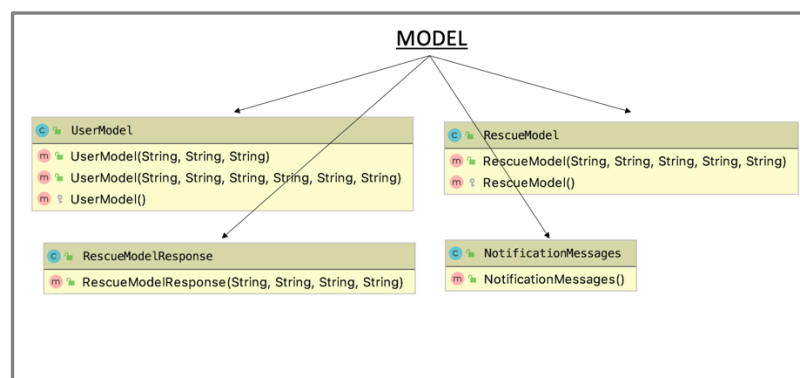 MODEL
UserModel
UserModel(String, String, String)
UserModel(String, String, String, String, String, String)
UserModel()
RescueModel
RescueModel(String, String, String, String, String)
RescueModel()
RescueModelResponse
RescueModelResponse(String, String, String, String)
NotificationMessages
NotificationMessages()